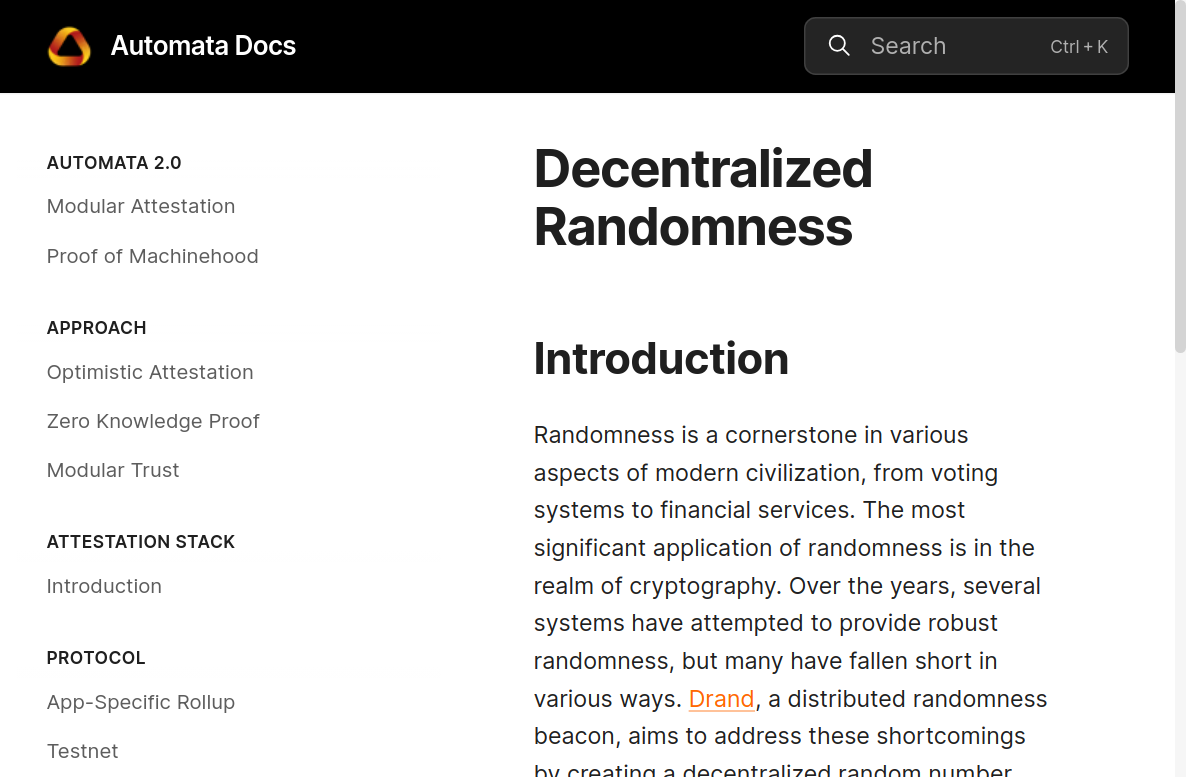 Automata Docs
Search
Ctrl + K
AUTOMATA 2.0
Modular Attestation
Proof of Machinehood
APPROACH
Optimistic Attestation
Zero Knowledge Proof
Modular Trust
ATTESTATION STACK
Introduction
PROTOCOL
App-Specific Rollup
Testnet
Decentralized
Randomness
Introduction
Randomness is a cornerstone in various
aspects of modern civilization, from voting
systems to financial services. The most
significant application of randomness is in the
realm of cryptography. Over the years, several
systems have attempted to provide robust
randomness, but many have fallen short in
various ways. Drand, a distributed randomness
beacon, aims to address these shortcomings
by creating a decentralized random number